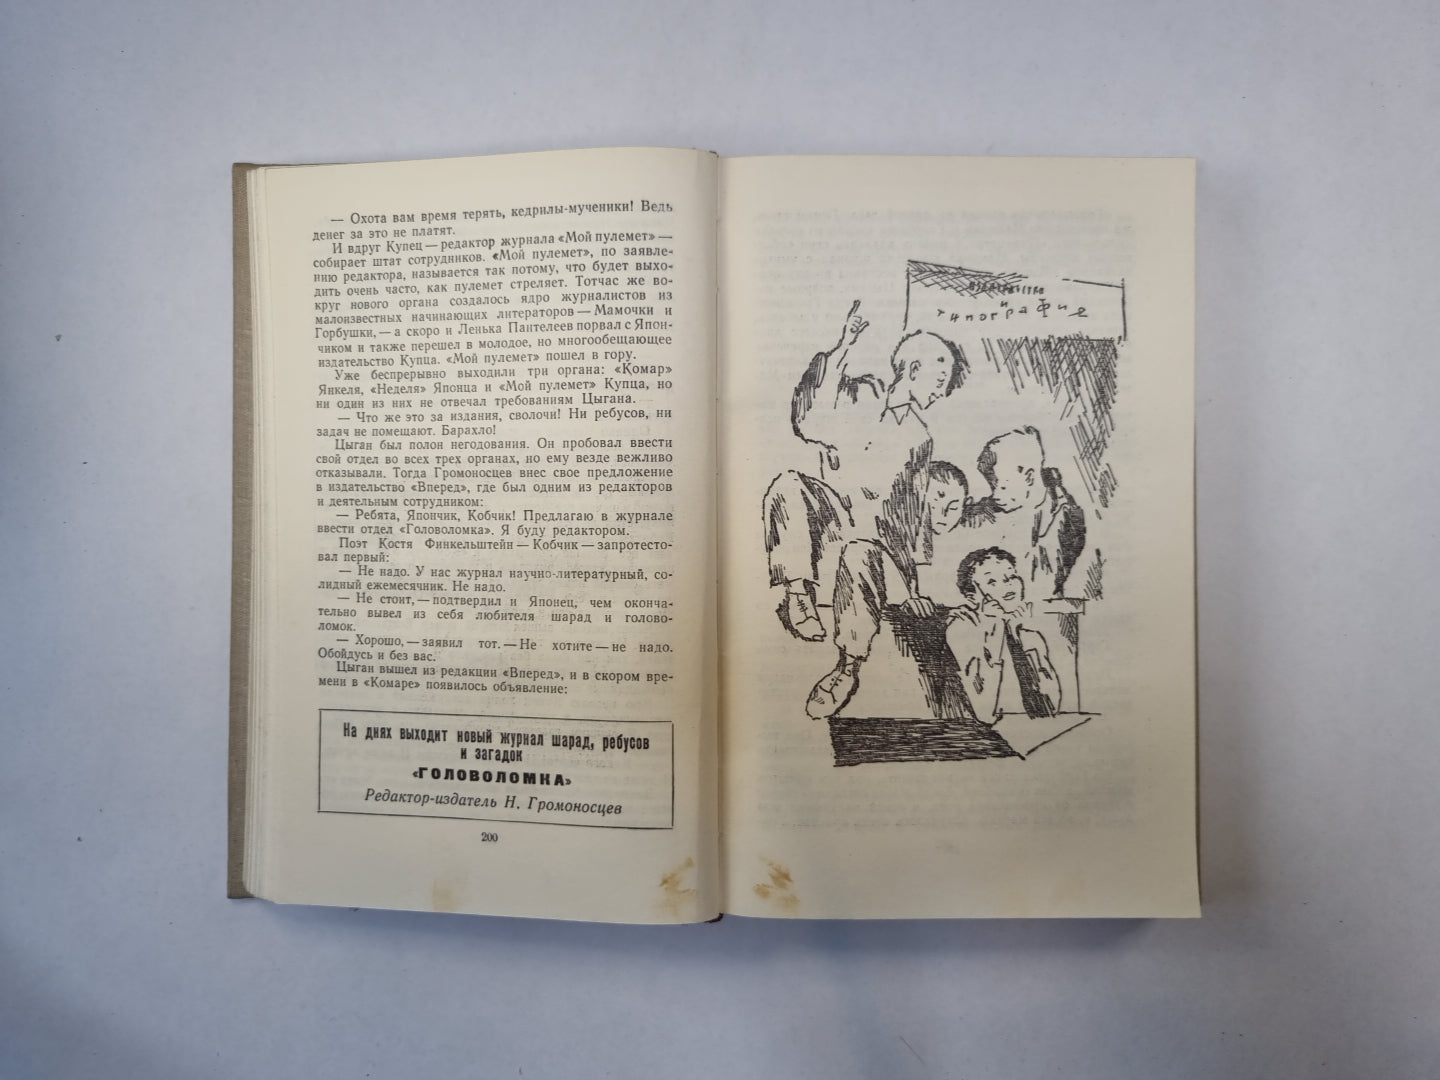 — Охота вам время терять, кедрилы-мученики! Ведь
денег за это не платят.
И вдруг Купец — редактор журнала «Мой пулемет» —
собирает штат сотрудников. «Мой пулемет», по заявле-
нию редактора, называется так потому, что будет выхо-
дить очень часто, как пулемет стреляет. Тотчас же во-
круг нового органа создалось ядро журналистов из
малоизвестных начинающих литераторов — Мамочки и
Горбушки, — а скоро и Ленька Пантелеев порвал с Япон-
чиком и также перешел в молодое, но многообещающее
издательство Купца. «Мой пулемет» пошел в гору.
Уже беспрерывно выходили три органа: «Комар»
Янкеля, «Неделя» Японца и «Мой пулемет» Купца, но
ни один из них не отвечал требованиям Цыгана.
— Что же это за издания, сволочи! Ни ребусов, ни
задач не помещают. Барахло!
Цыган был полон негодования. Он пробовал ввести
свой отдел во всех трех органах, но ему везде вежливо
отказывали. Тогда Громоносцев внес свое предложение
в издательство «Вперед», где был одним из редакторов
и деятельным сотрудником:
— Ребята, Япончик, Кобчик! Предлагаю в журнале
ввести отдел «Головоломка». Я буду редактором.
Поэт Костя Финкельштейн — Кобчик — запротесто-
вал первый:
— Не надо. У нас журнал научно-литературный, со-
лидный ежемесячник. Не надо.
— Не стоит, — подтвердил и Японец, чем оконча-
тельно вывел из себя любителя шарад и голово-
ломок.
— Хорошо, — заявил тот. — Не хотите — не надо.
Обойдусь и без вас.
Цыган вышел из редакции «Вперед», и в скором вре-
мени в «Комаре» появилось объявление:
На днях выходит новый журнал шарад, ребусов
и загадок
«ГОЛОВОЛОМКА»
Редактор-издатель Н. Громоносцев
200
издательство
и
типография